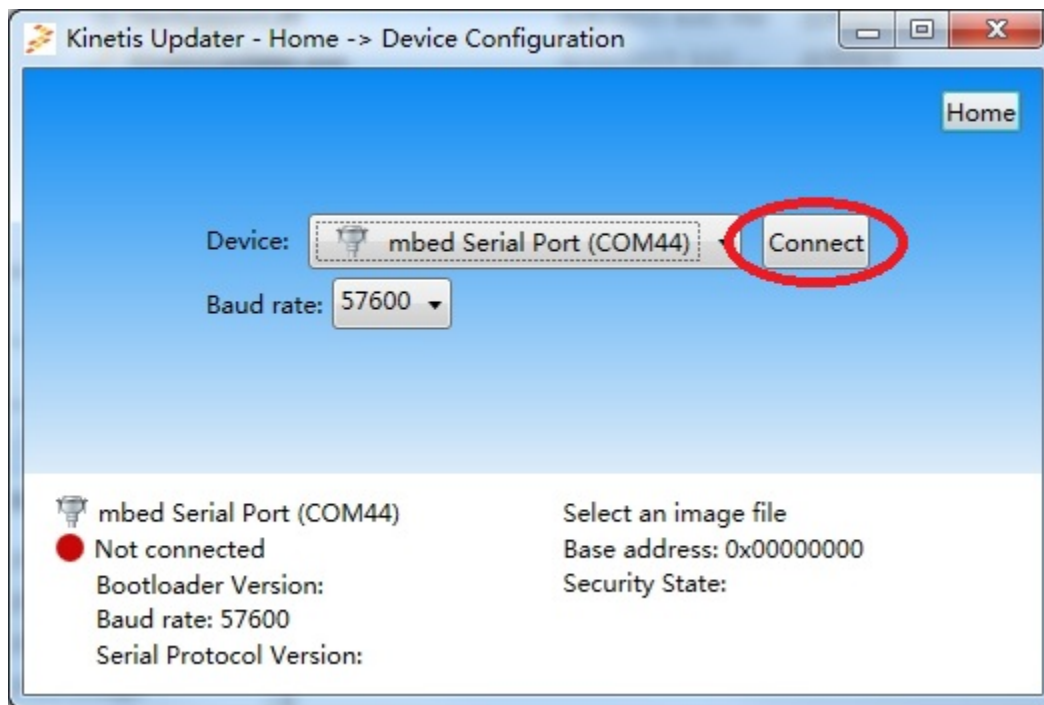 Kinetis Updater - Home -> Device Configuration
Home
Device: mbed Serial Port (COM44) Connect
Baud rate: 57600
mbed Serial Port (COM44)
Not connected
Bootloader Version:
Baud rate: 57600
Serial Protocol Version:
Select an image file
Base address: 0x00000000
Security State: